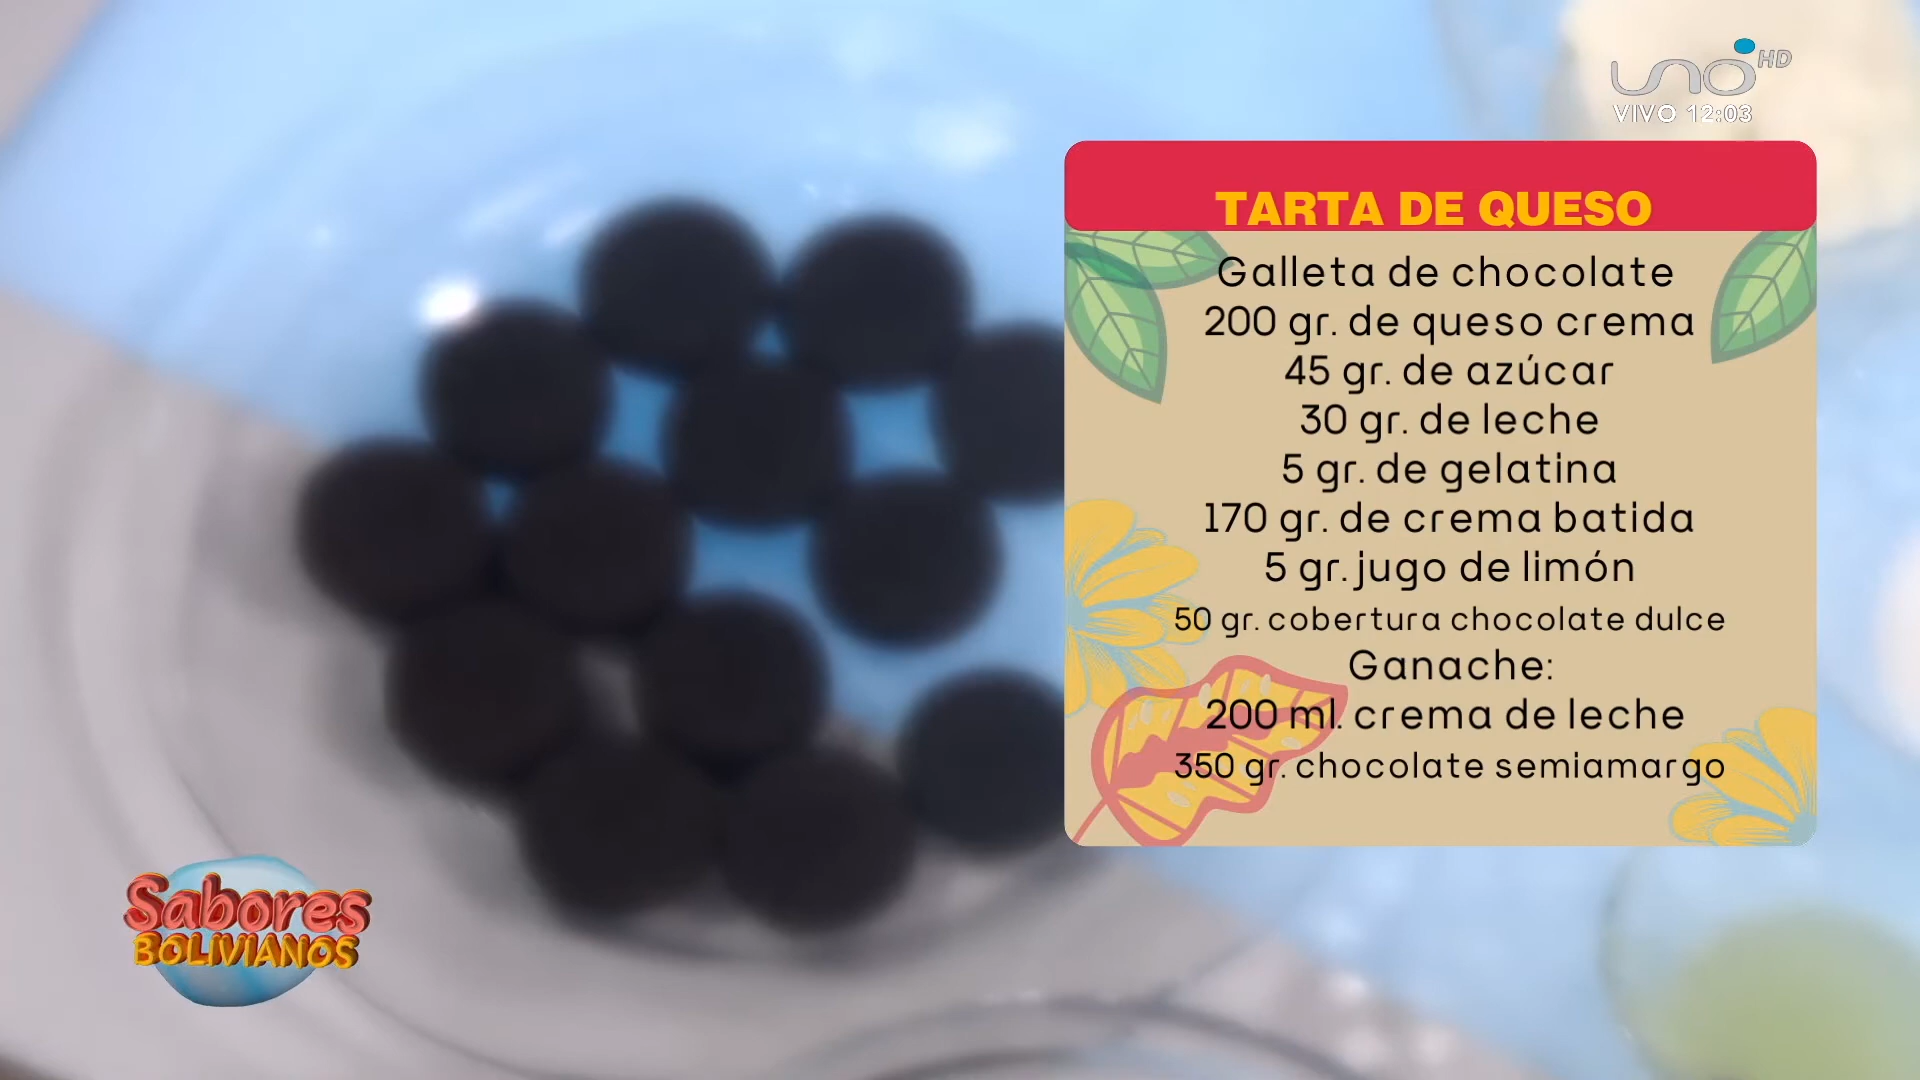 UNO HD
VIVO 12:03
TARTA DE QUESO
Galleta de chocolate
200 gr. de queso crema
45 gr. de azúcar
30 gr. de leche
5 gr. de gelatina
170 gr. de crema batida
5 gr. jugo de limón
50 gr. cobertura chocolate dulce
Ganache:
200 ml. crema de leche
350 gr. chocolate semiamargo
Sabores
BOLIVIANOS